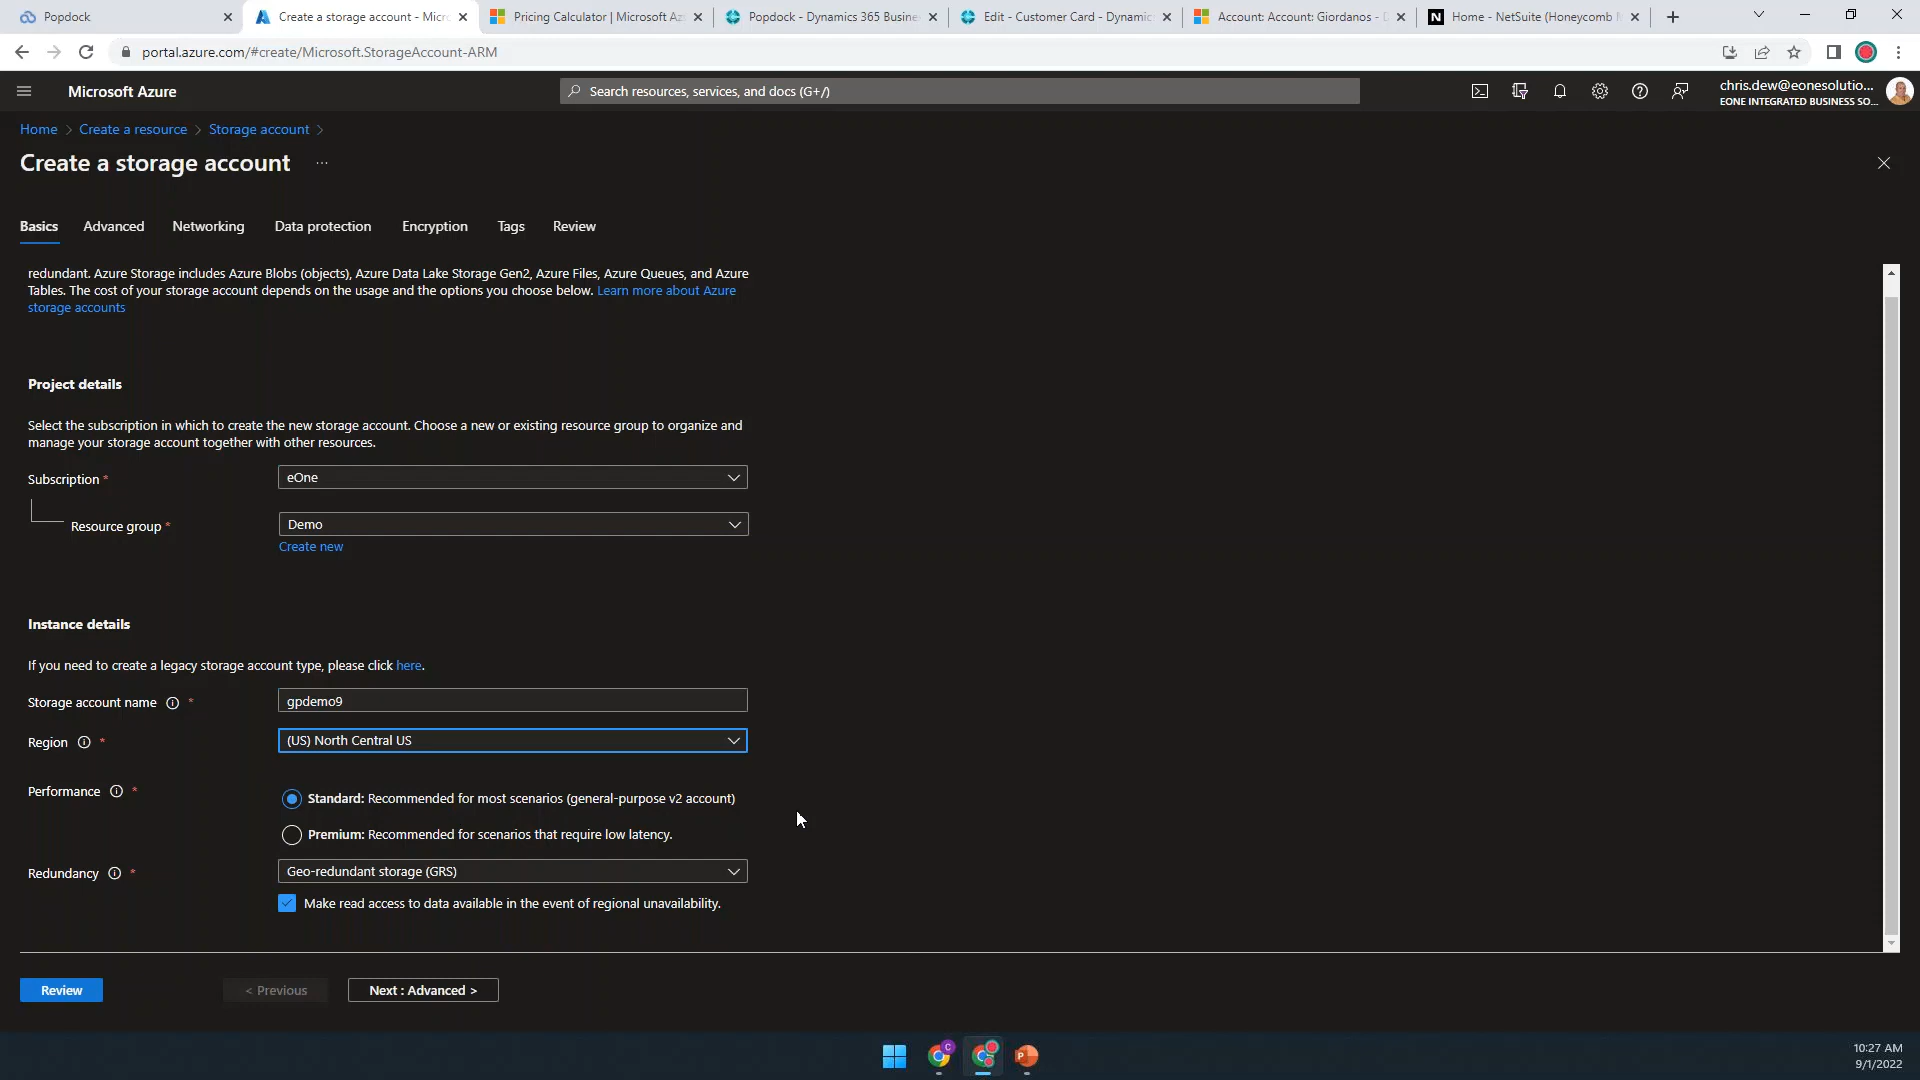 Popdock
Create a storage account - Micr
Pricing Calculator | Microsoft Az
Popdock - Dynamics 365 Busine
Edit - Customer Card - Dynamic
Account: Account: Giordanos - D
Home - NetSuite (Honeycomb M
portal.azure.com/#create/Microsoft.StorageAccount-ARM
Microsoft Azure
Search resources, services, and docs (G+/)
chris.dew@eonesolutio...
EONE INTEGRATED BUSINESS SO...
Home > Create a resource > Storage account >
Create a storage account ...
Basics
Advanced
Networking
Data protection
Encryption
Tags
Review
redundant. Azure Storage includes Azure Blobs (objects), Azure Data Lake Storage Gen2, Azure Files, Azure Queues, and Azure
Tables. The cost of your storage account depends on the usage and the options you choose below. Learn more about Azure
storage accounts
Project details
Select the subscription in which to create the new storage account. Choose a new or existing resource group to organize and
manage your storage account together with other resources.
Subscription *
eOne
Resource group *
Demo
Create new
Instance details
If you need to create a legacy storage account type, please click here.
Storage account name *
gpdemo9
Region *
(US) North Central US
Performance *
Standard: Recommended for most scenarios (general-purpose v2 account)
Premium: Recommended for scenarios that require low latency.
Redundancy *
Geo-redundant storage (GRS)
Make read access to data available in the event of regional unavailability.
Review
< Previous
Next : Advanced >
10:27 AM
9/1/2022